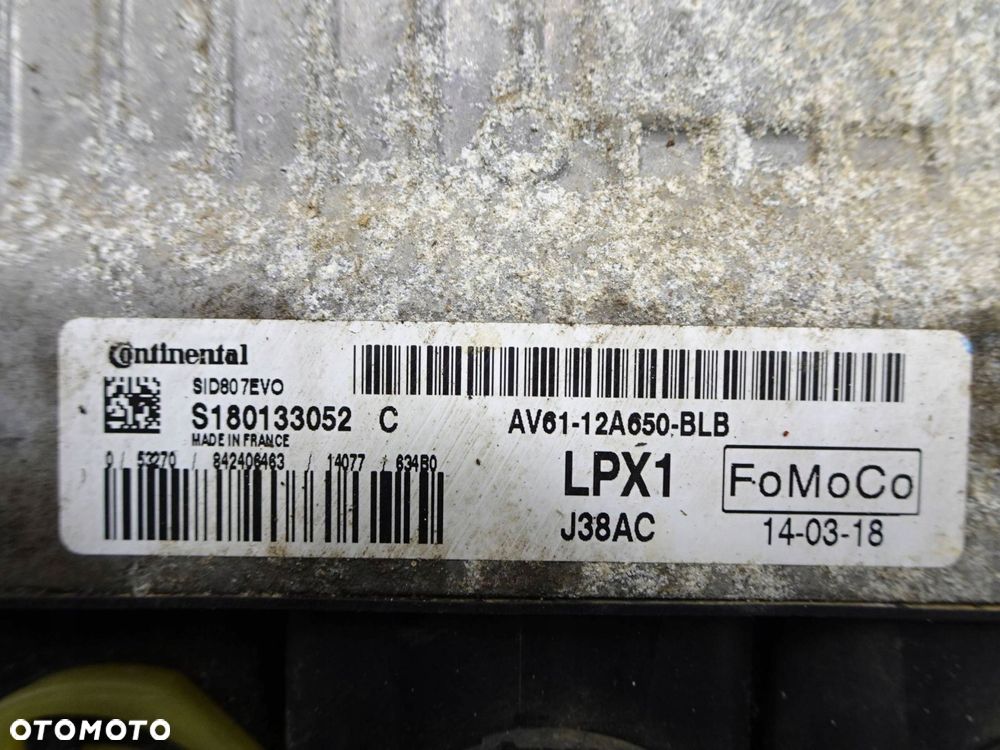 Continental
SID807EVO
S180133052 C
MADE IN FRANCE
0 / 53270 / 842406463 / 14077 / 634B0
AV61-12A650-BLB
LPX1
FoMoCo
J38AC
14-03-18
OTOMOTO